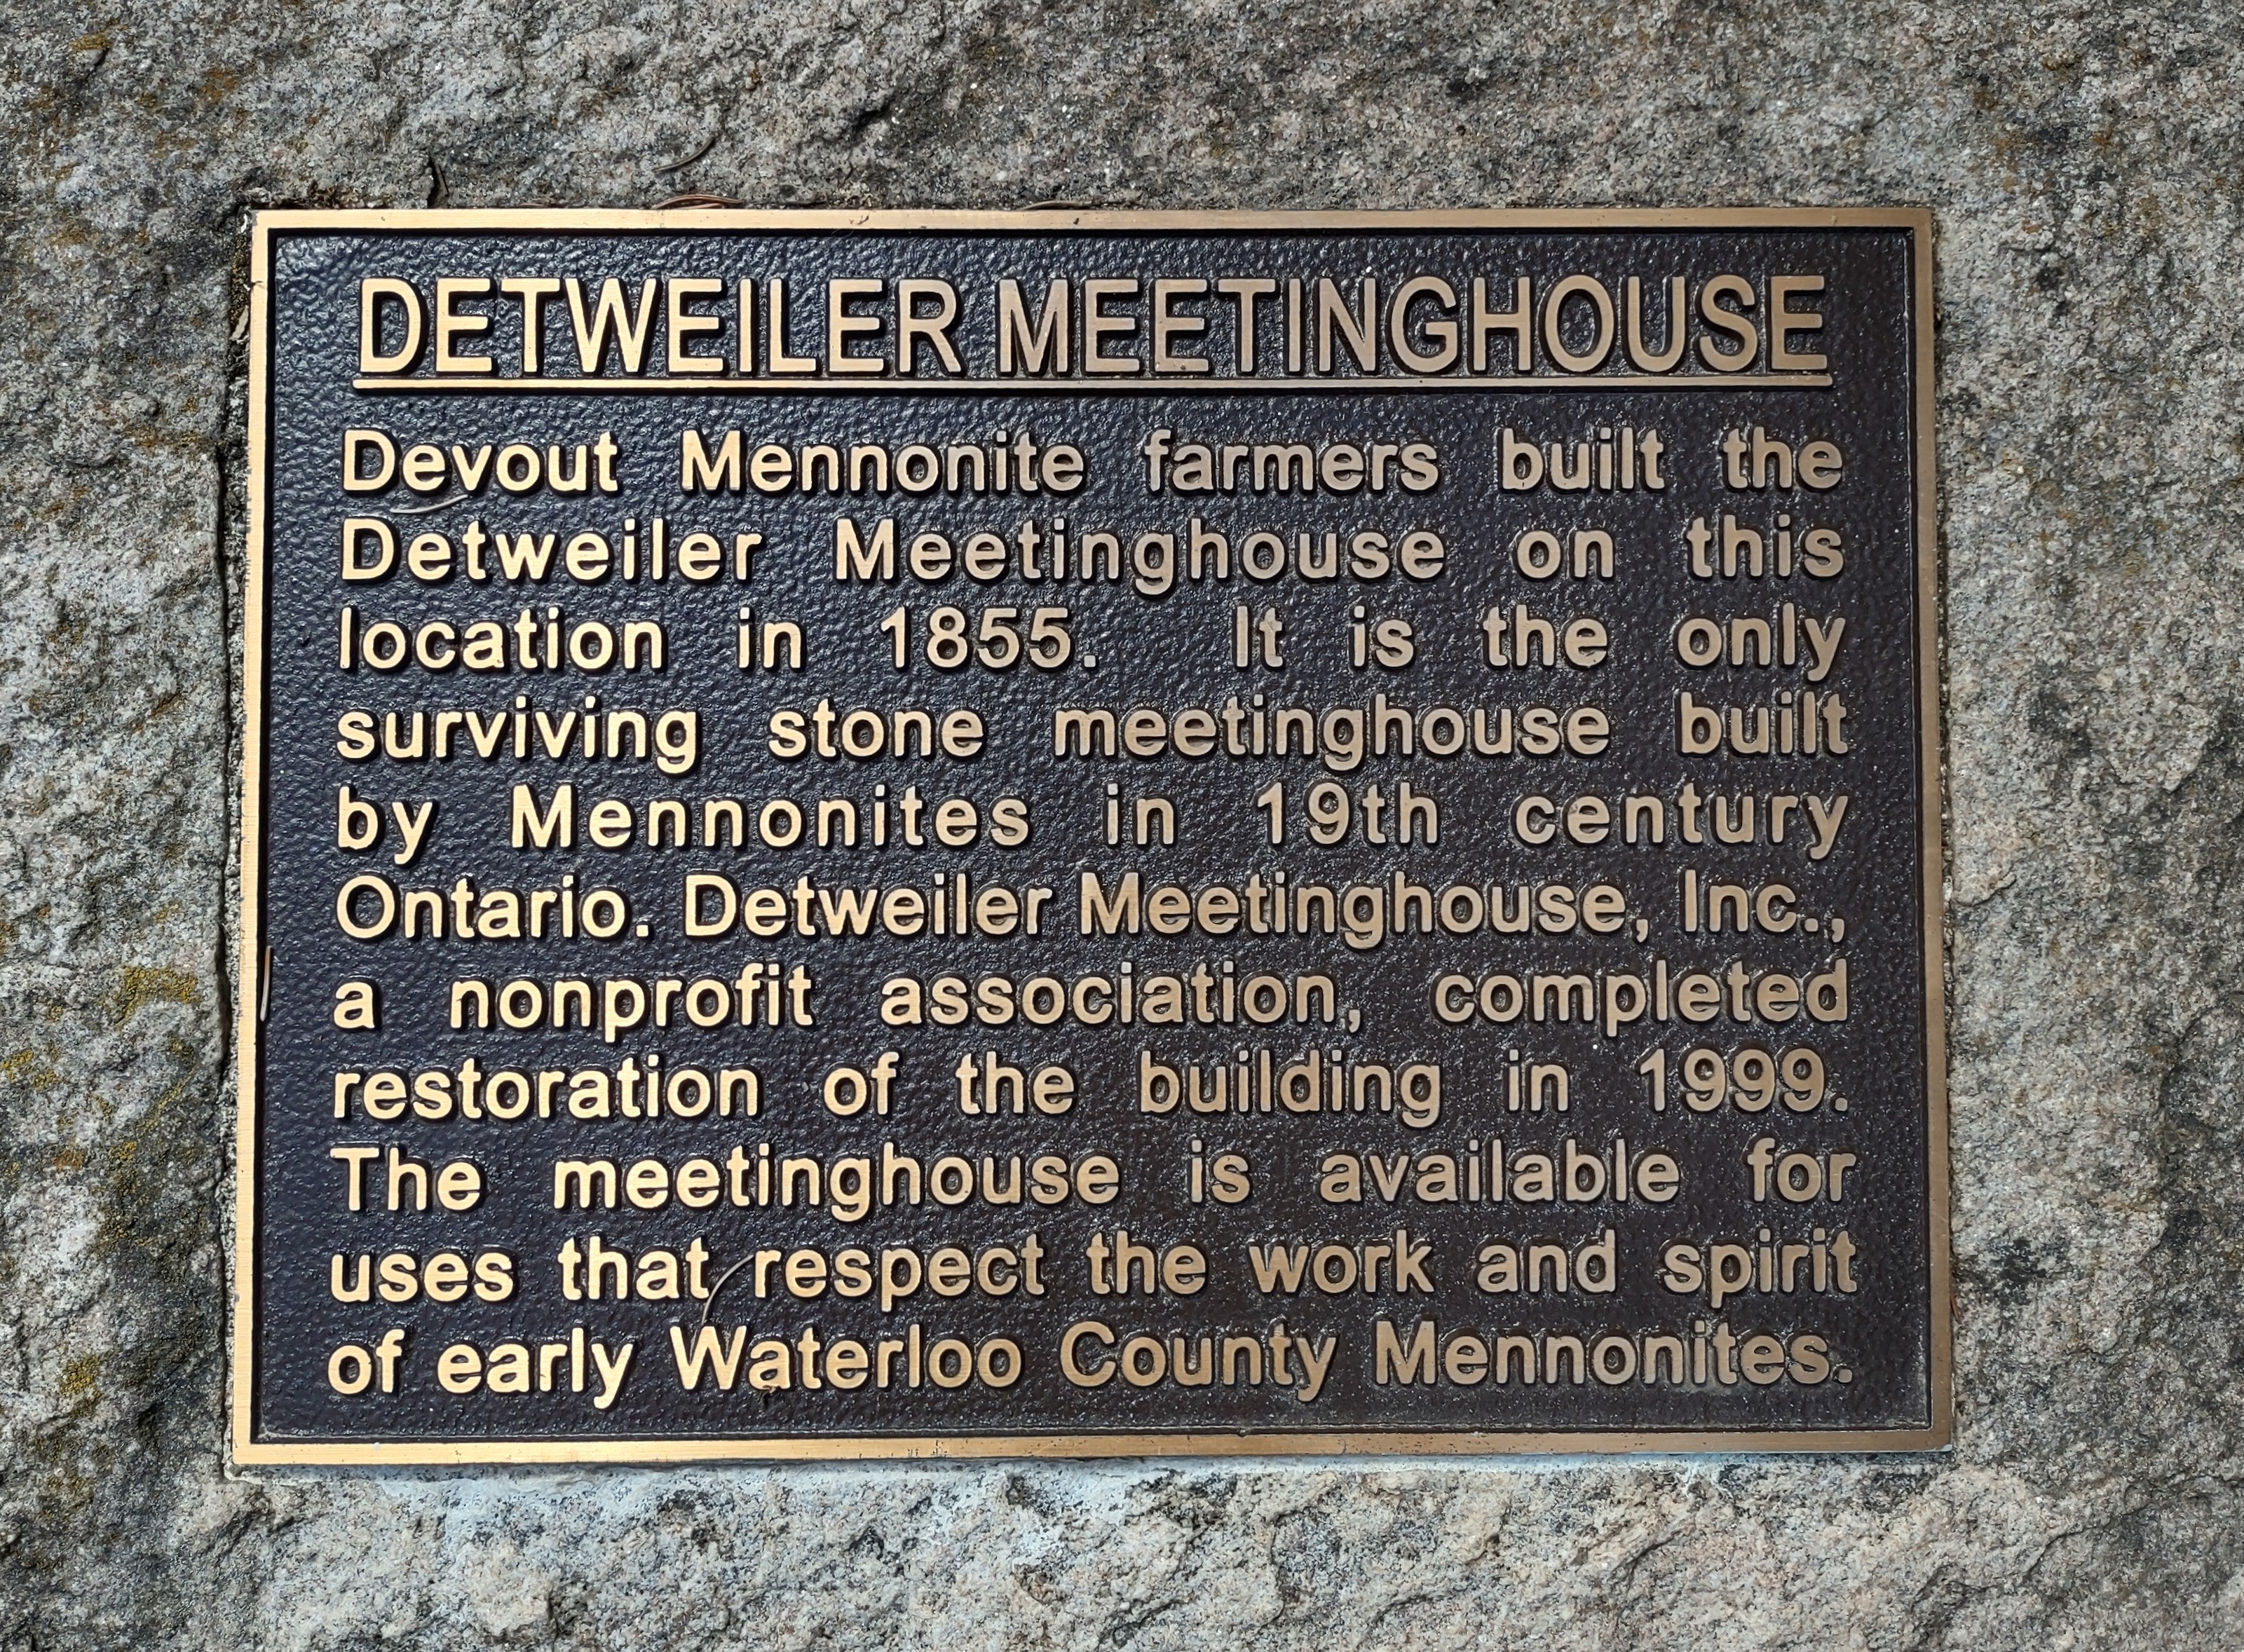 DETWEILER MEETINGHOUSE
Devout Mennonite farmers built the
Detweiler Meetinghouse on this
location in 1855. It is the only
surviving stone meetinghouse built
by Mennonites in 19th century
Ontario. Detweiler Meetinghouse, Inc.,
a nonprofit association, completed
restoration of the building in 1999.
The meetinghouse is available for
uses that respect the work and spirit
of early Waterloo County Mennonites.